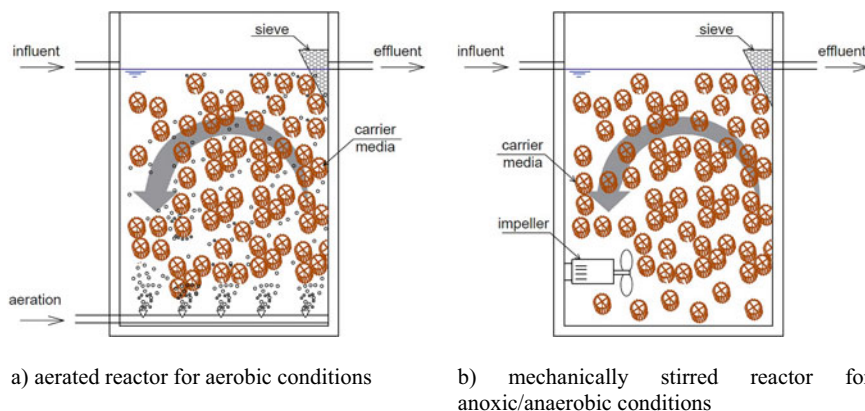 sieve
influent
effluent
carrier
media
aeration
a) aerated reactor for aerobic conditions
sieve
influent
effluent
carrier
media
impeller
b) mechanically stirred reactor for
anoxic/anaerobic conditions